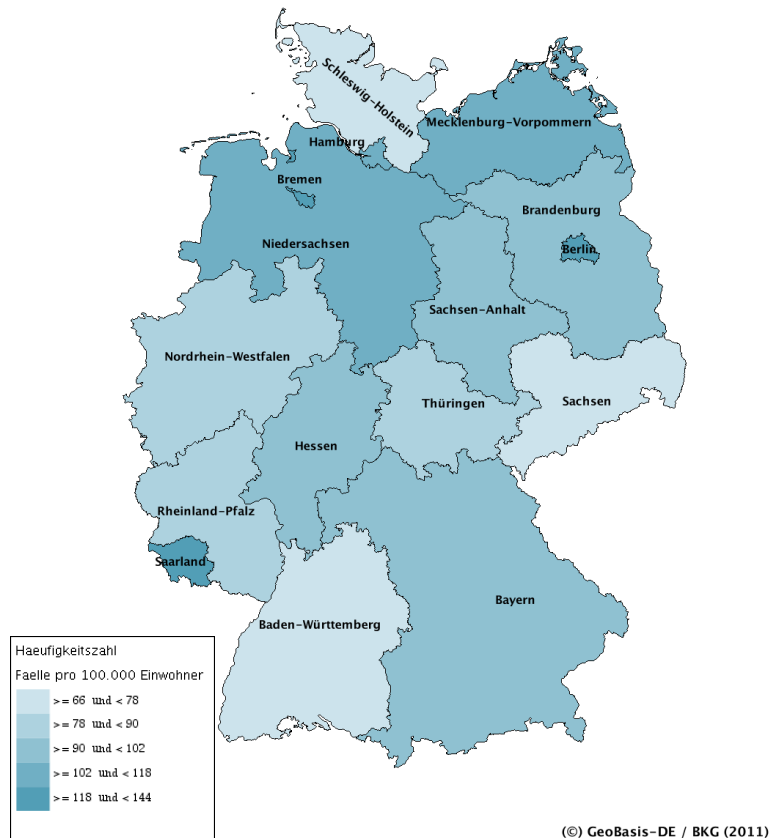 Schleswig-Holstein
Mecklenburg-Vorpommern
Hamburg
Bremen
Brandenburg
Niedersachsen
Berlin
Sachsen-Anhalt
Nordrhein-Westfalen
Thüringen
Sachsen
Hessen
Rheinland-Pfalz
Saarland
Bayern
Baden-Württemberg
Haeufigkeitszahl
Faelle pro 100.000 Einwohner
>= 66 und < 78
>= 78 und < 90
>= 90 und < 102
>= 102 und < 118
>= 118 und < 144
(©) GeoBasis-DE / BKG (2011)